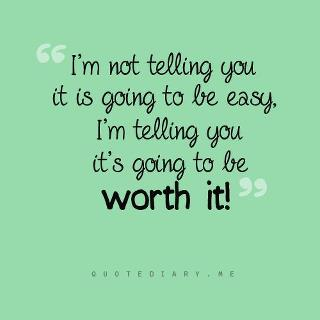 “I'm not telling you
it is going to be easy,
I'm telling you
it's going to be
worth it!”
QUOTEDIARY.ME